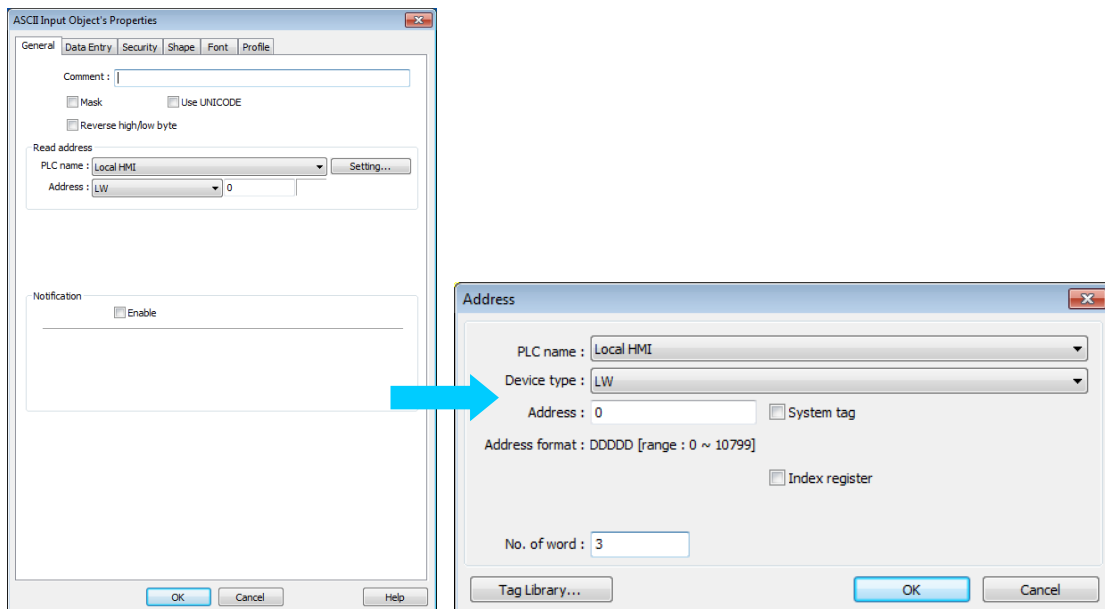 ASCII Input Object's Properties
General Data Entry Security Shape Font Profile
Comment :
Mask Use UNICODE
Reverse high/low byte
Read address
PLC name : Local HMI Setting...
Address : LW 0
Notification
Enable
OK Cancel Help
Address
PLC name : Local HMI
Device type : LW
Address : 0 System tag
Address format : DDDDD [range : 0 ~ 10799]
Index register
No. of word : 3
Tag Library... OK Cancel